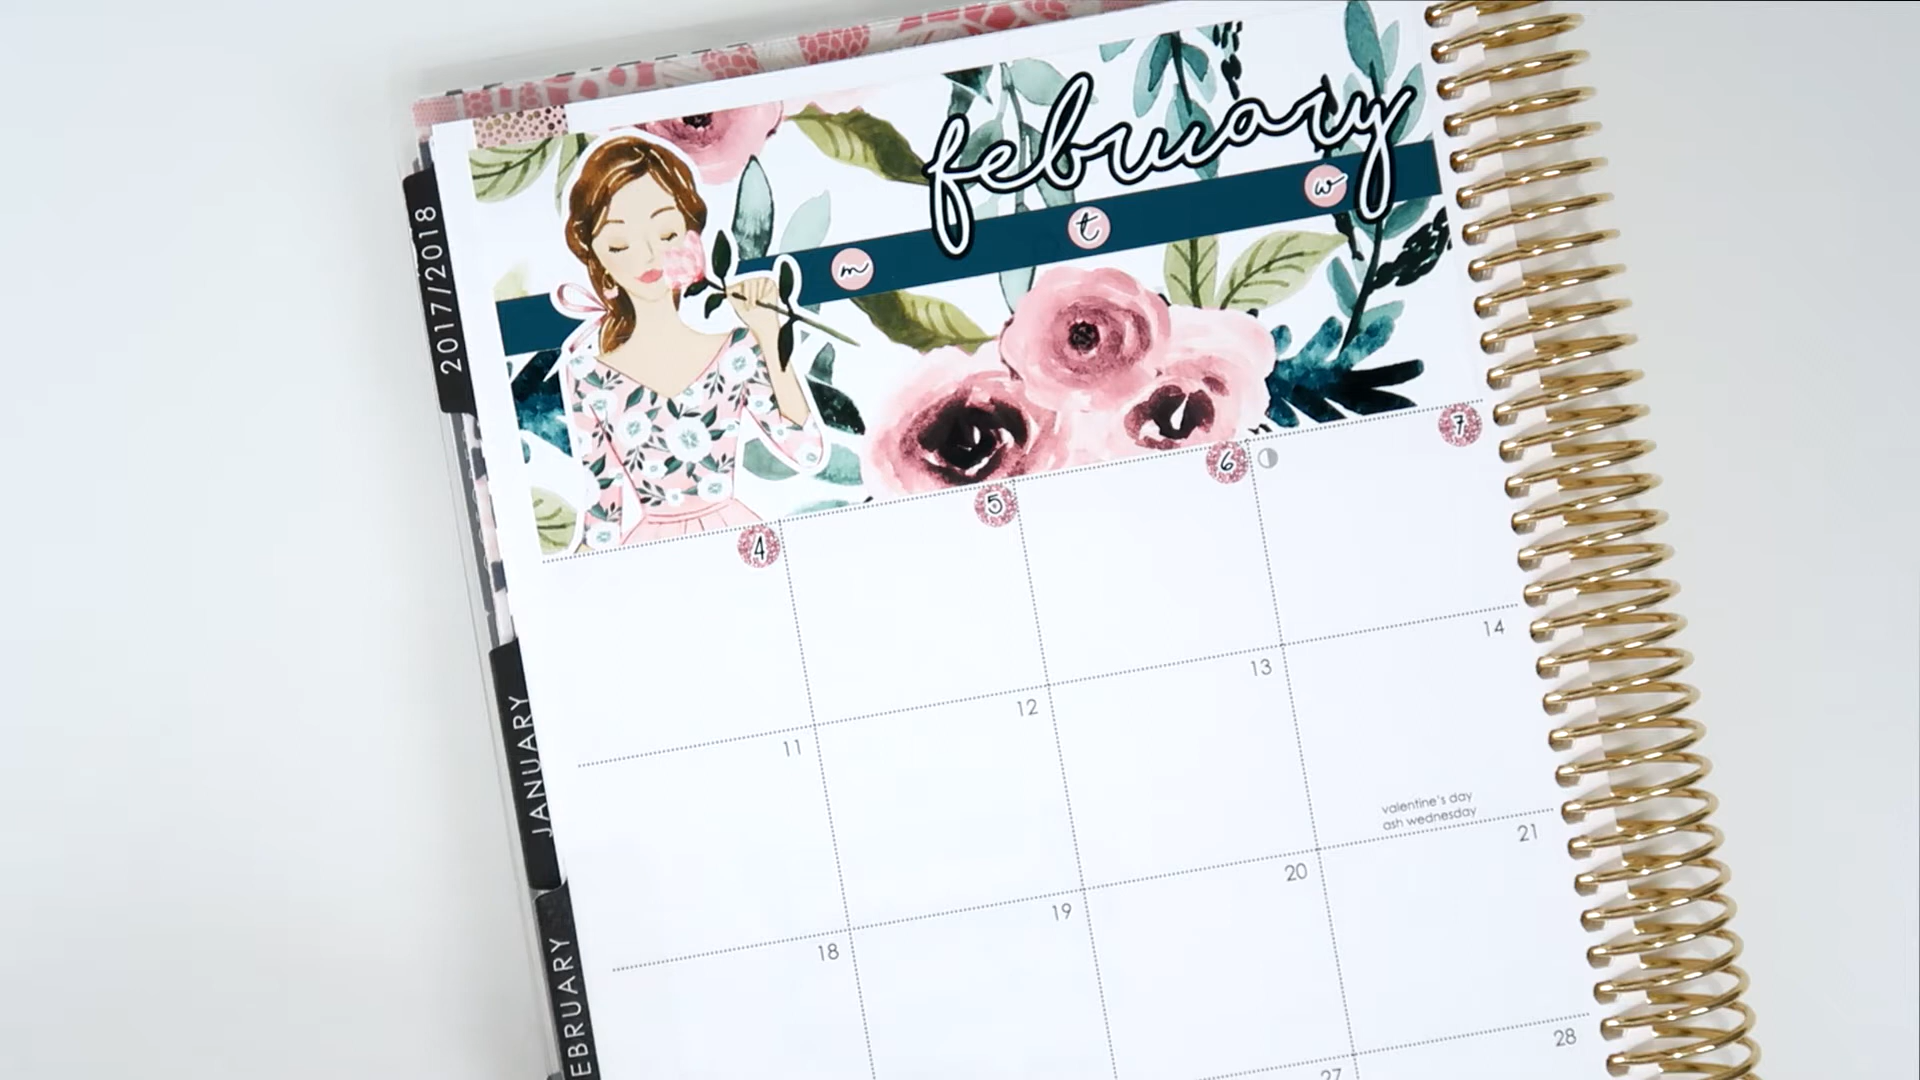 february
m t w
2017/2018
4 5 6 7
11 12 13 14
JANUARY
valentine's day
ash wednesday
18 19 20 21
EBRUARY
27 28